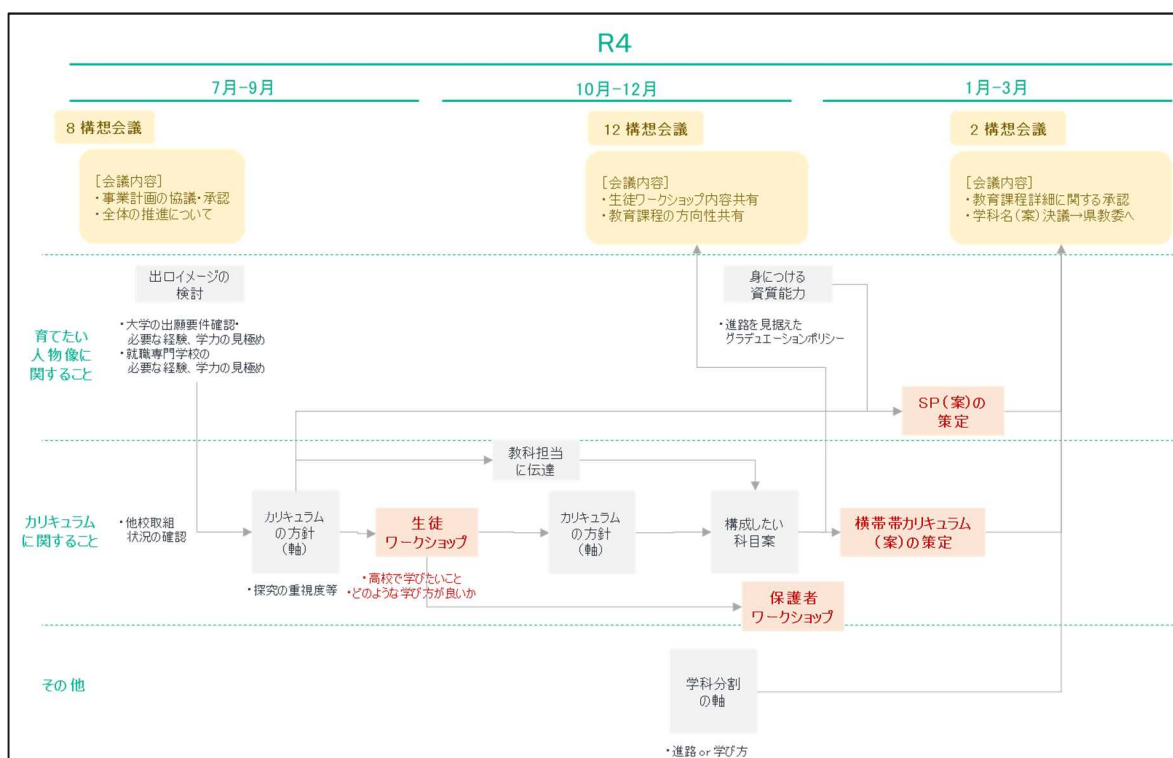 R4
7月-9月
10月-12月
1月-3月
8 構想会議
12 構想会議
2 構想会議
[会議内容]
・事業計画の協議・承認
・全体の推進について
[会議内容]
・生徒ワークショップ内容共有
・教育課程の方向性共有
[会議内容]
・教育課程詳細に関する承認
・学科名(案)決議→県教委へ
育てたい
人物像に
関すること
出口イメージの
検討
・大学の出願要件確認・
必要な経験、学力の見極め
・就職専門学校の
必要な経験、学力の見極め
身につける
資質能力
・進路を見据えた
グラデュエーションポリシー
SP(案)の
策定
カリキュラム
に関すること
・他校取組
状況の確認
教科担当
に伝達
カリキュラム
の方針
(軸)
・探究の重視度等
生徒
ワークショップ
・高校で学びたいこと
・どのような学び方が良いか
カリキュラム
の方針
(軸)
構成したい
科目案
横帯帯カリキュラム
(案)の策定
保護者
ワークショップ
その他
学科分割
の軸
・進路 or 学び方